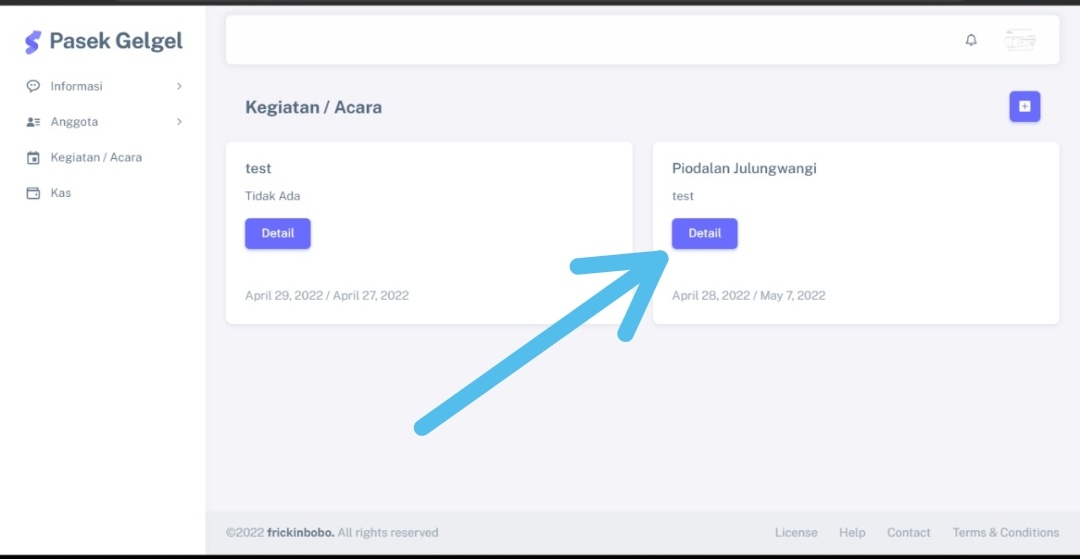 Pasek Gelgel
Informasi
Anggota
Kegiatan / Acara
Kas
Kegiatan / Acara
test
Tidak Ada
Detail
April 29, 2022 / April 27, 2022
Piodalan Julungwangi
test
Detail
April 28, 2022 / May 7, 2022
©2022 frickinbobo. All rights reserved
License Help Contact Terms & Conditions